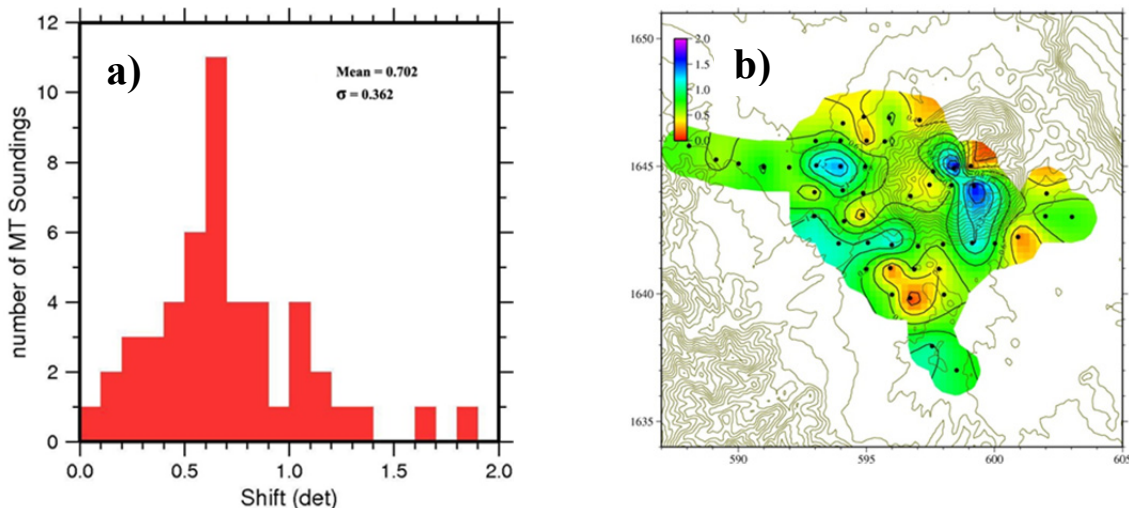 a)
Mean = 0.702
σ = 0.362
number of MT Soundings
12
10
8
6
4
2
0
0.0 0.5 1.0 1.5 2.0
Shift (det)
b)
2.0
1.5
1.0
0.5
0.0
1650
1645
1640
1635
590 595 600 605